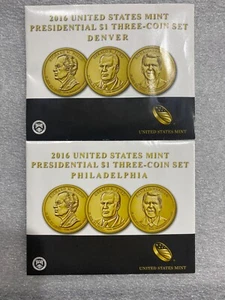 2016 UNITED STATES MINT
PRESIDENTIAL $1 THREE-COIN SET
DENVER
UNITED STATES MINT
2016 UNITED STATES MINT
PRESIDENTIAL $1 THREE-COIN SET
PHILADELPHIA
UNITED STATES MINT